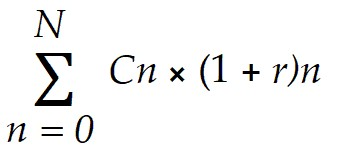 N
∑ Cn × (1 + r)n
n = 0